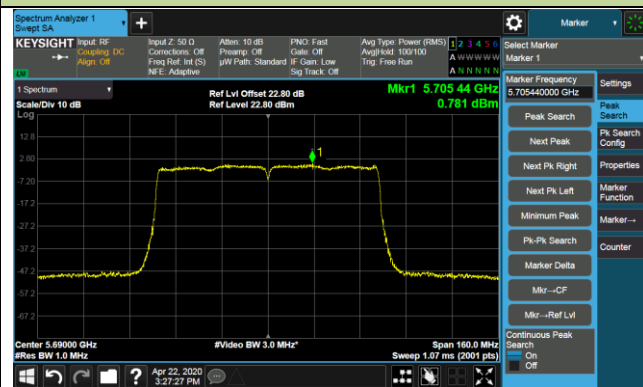 Spectrum Analyzer 1
Swept SA
+
Marker
KEYSIGHT
Input: RF
Coupling: DC
Align: Off
LXI
Input Z: 50 Ω
Corrections: Off
Freq Ref: Int (S)
NFE: Adaptive
Atten: 10 dB
Preamp: Off
µW Path: Standard
PNO: Fast
Gate: Off
IF Gain: Low
Sig Track: Off
Avg Type: Power (RMS)
Avg|Hold: 100/100
Trig: Free Run
1 2 3 4 5 6
A W W W W W
A N N N N N
Select Marker
Marker 1
1 Spectrum
Scale/Div 10 dB
Log
Ref Lvl Offset 22.80 dB
Ref Level 22.80 dBm
Mkr1 5.705 44 GHz
0.781 dBm
12.8
2.80
-7.20
-17.2
-27.2
-37.2
-47.2
-57.2
-67.2
1
Center 5.69000 GHz
#Res BW 1.0 MHz
#Video BW 3.0 MHz*
Span 160.0 MHz
Sweep 1.07 ms (2001 pts)
Marker Frequency
5.705440000 GHz
Peak Search
Next Peak
Next Pk Right
Next Pk Left
Minimum Peak
Pk-Pk Search
Marker Delta
Mkr→CF
Mkr→Ref Lvl
Continuous Peak
Search
On
Off
Settings
Peak
Search
Pk Search
Config
Properties
Marker
Function
Marker→
Counter
?
Apr 22, 2020
3:27:27 PM